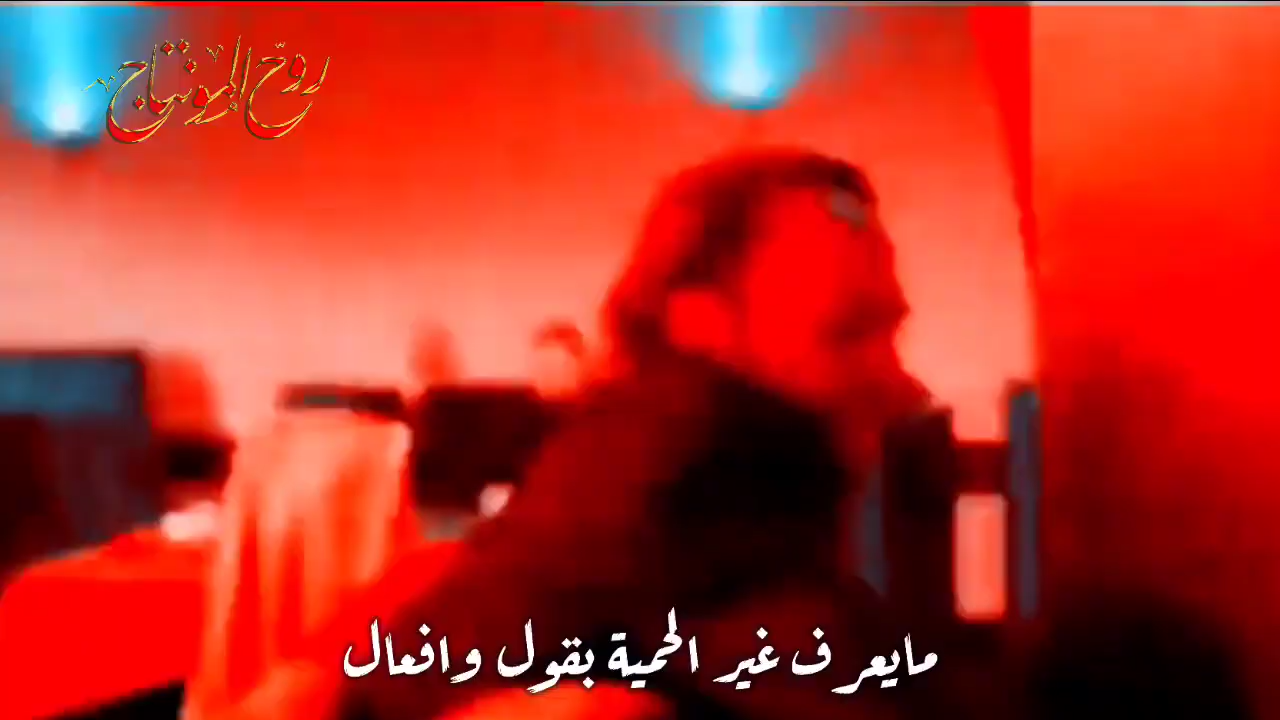 روح المونتاج
مايعرف غير الحمية بقول وافعال